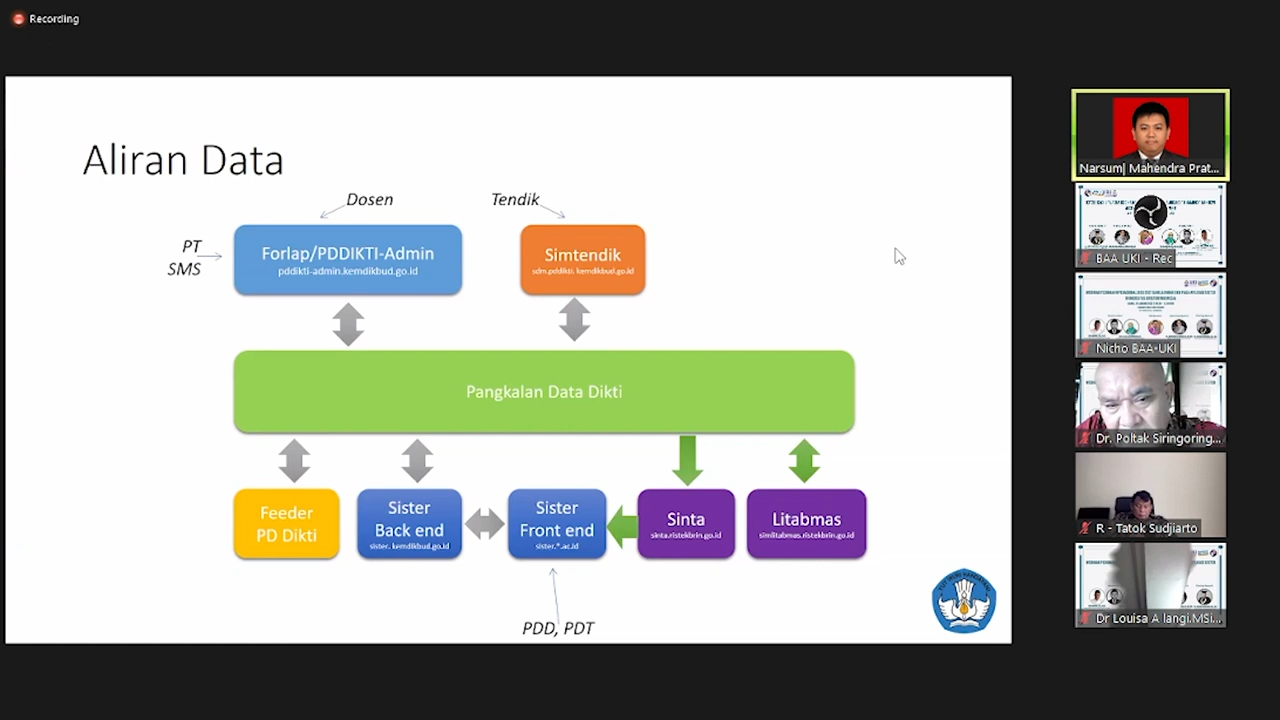 Recording
Aliran Data
Dosen
Tendik
PT
SMS
Forlap/PDDIKTI-Admin
pddikti-admin.kemdikbud.go.id
Simtendik
sdm.pddikti. kemdikbud.go.id
Pangkalan Data Dikti
Feeder
PD Dikti
Sister
Back end
sister. kemdikbud.go.id
Sister
Front end
sister.*.ac.id
Sinta
sinta.ristekbrin.go.id
Litabmas
simlitabmas.ristekbrin.go.id
PDD, PDT
Narsum| Mahendra Prat...
BAA UKI - Rec
Nicho BAA•UKI
Dr. Poltak Siringoring...
R - Tatok Sudjiarto
Dr Louisa A langi.MSi...